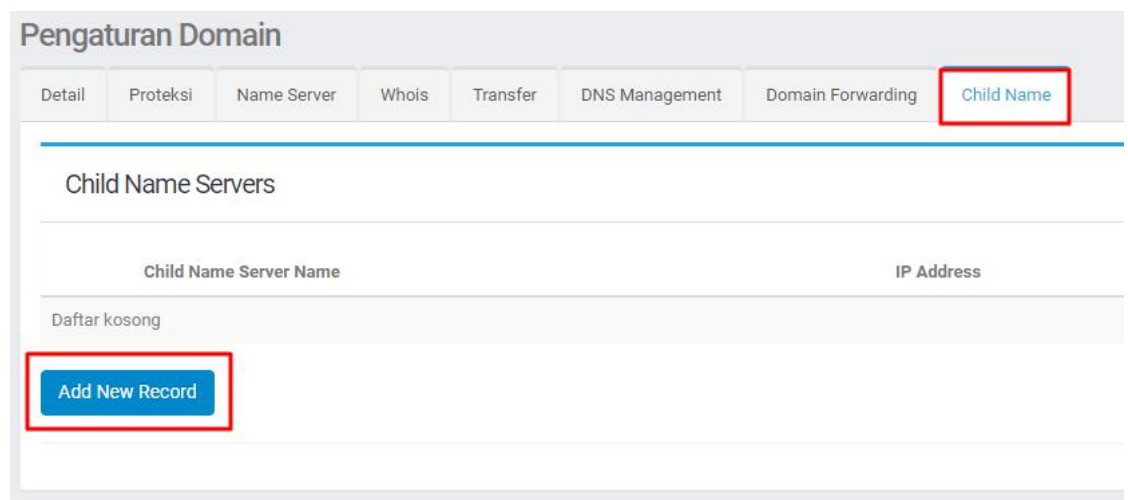 Pengaturan Domain
Detail Proteksi Name Server Whois Transfer DNS Management Domain Forwarding Child Name
Child Name Servers
Child Name Server Name IP Address
Daftar kosong
Add New Record